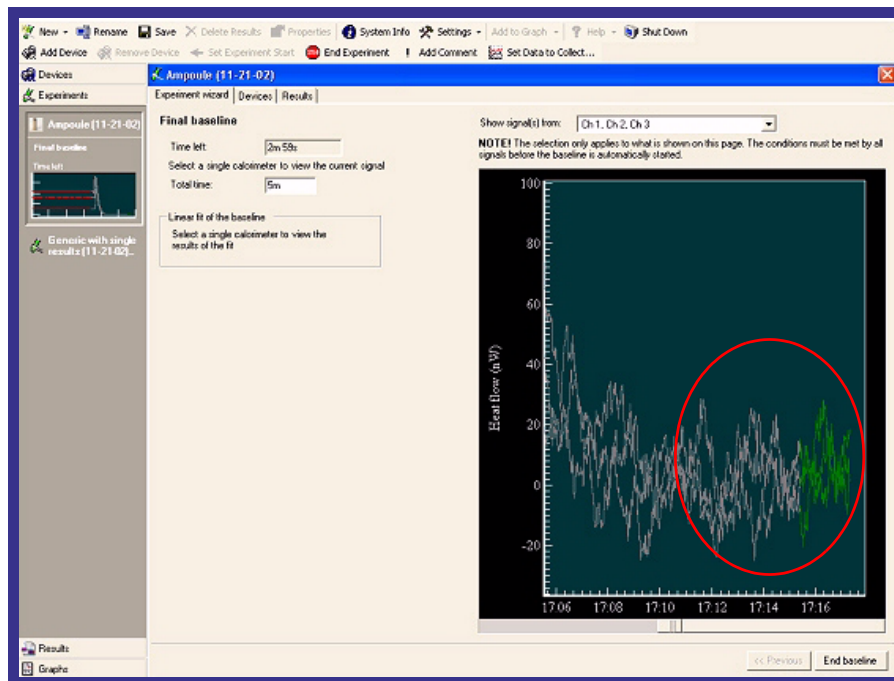 New Rename Save Delete Results Properties System Info Settings Add to Graph Help Shut Down
Add Device Remove Device Set Experiment Start End Experiment ! Add Comment Set Data to Collect...
Devices
Experiments
Ampoule (11-21-02)
Final baseline
Time left
Generic with single
results (11-21-02)...
Results
Graphs
Ampoule (11-21-02)
Experiment wizard Devices Results
Final baseline
Time left: 2m 59s
Select a single calorimeter to view the current signal
Total time: 5m
Linear fit of the baseline
Select a single calorimeter to view the
results of the fit
Show signal(s) from: Ch 1, Ch 2, Ch 3
NOTE! The selection only applies to what is shown on this page. The conditions must be met by all
signals before the baseline is automatically started.
100
80
60
40
20
0
-20
Heat flow (nW)
17:06 17:08 17:10 17:12 17:14 17:16
<< Previous End baseline